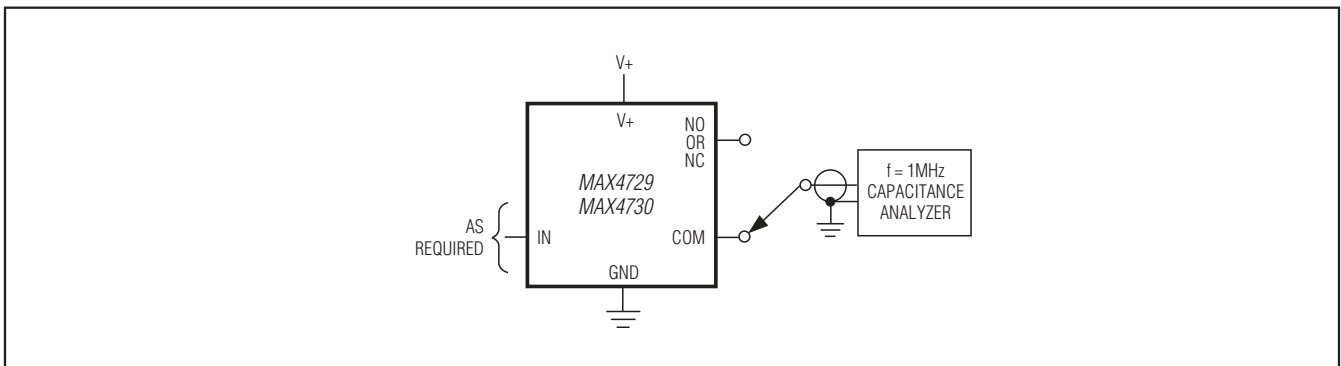 V+
V+
NO
OR
NC
MAX4729
MAX4730
AS
REQUIRED
IN
COM
GND
f = 1MHz
CAPACITANCE
ANALYZER